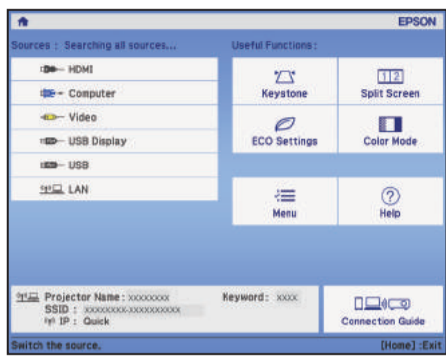 EPSON
Sources : Searching all sources...
Useful Functions :
HDMI
Computer
Video
USB Display
USB
LAN
Keystone
1 2
Split Screen
ECO Settings
Color Mode
Menu
?
Help
Projector Name : xxxxxxxx
Keyword : xxxx
SSID : xxxxxxxx-xxxxxxxxxx
IP : Quick
Connection Guide
Switch the source.
[Home] :Exit